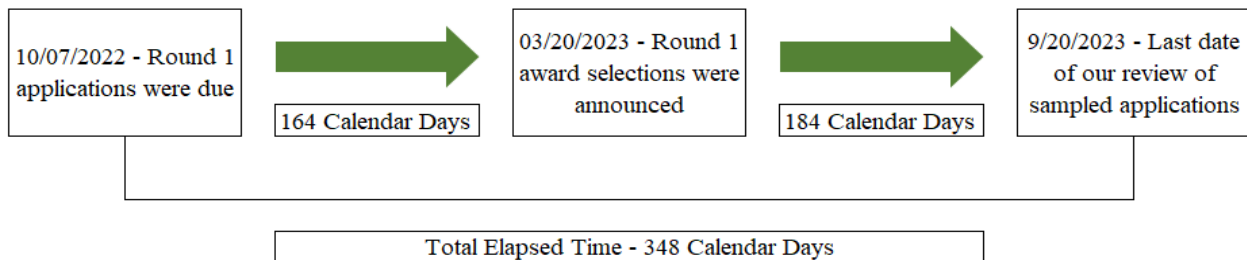 10/07/2022 - Round 1
applications were due
164 Calendar Days
03/20/2023 - Round 1
award selections were
announced
184 Calendar Days
9/20/2023 - Last date
of our review of
sampled applications
Total Elapsed Time - 348 Calendar Days